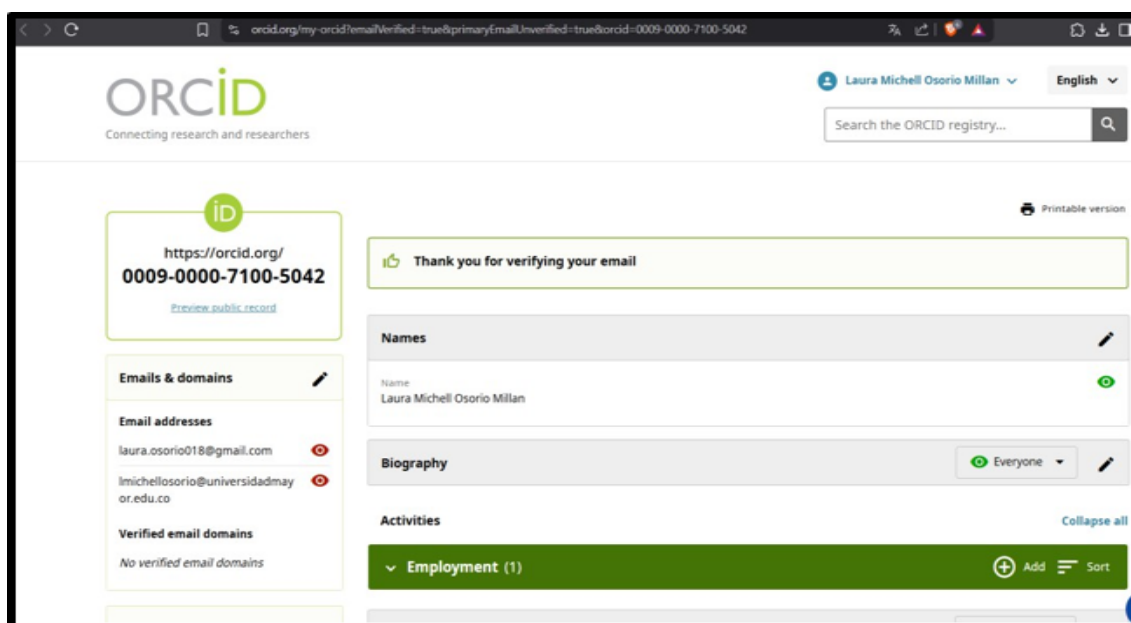 orcid.org/my-orcid?emailVerified=true&primaryEmailUnverified=true&orcid=0009-0000-7100-5042
ORCID
Connecting research and researchers
Laura Michell Osorio Millan
English
Search the ORCID registry...
Printable version
iD
https://orcid.org/
0009-0000-7100-5042
Preview public record
Thank you for verifying your email
Names
Name
Laura Michell Osorio Millan
Emails & domains
Email addresses
laura.osorio018@gmail.com
lmichellosorio@universidadmay
or.edu.co
Verified email domains
No verified email domains
Biography
Everyone
Activities
Collapse all
Employment (1)
Add
Sort